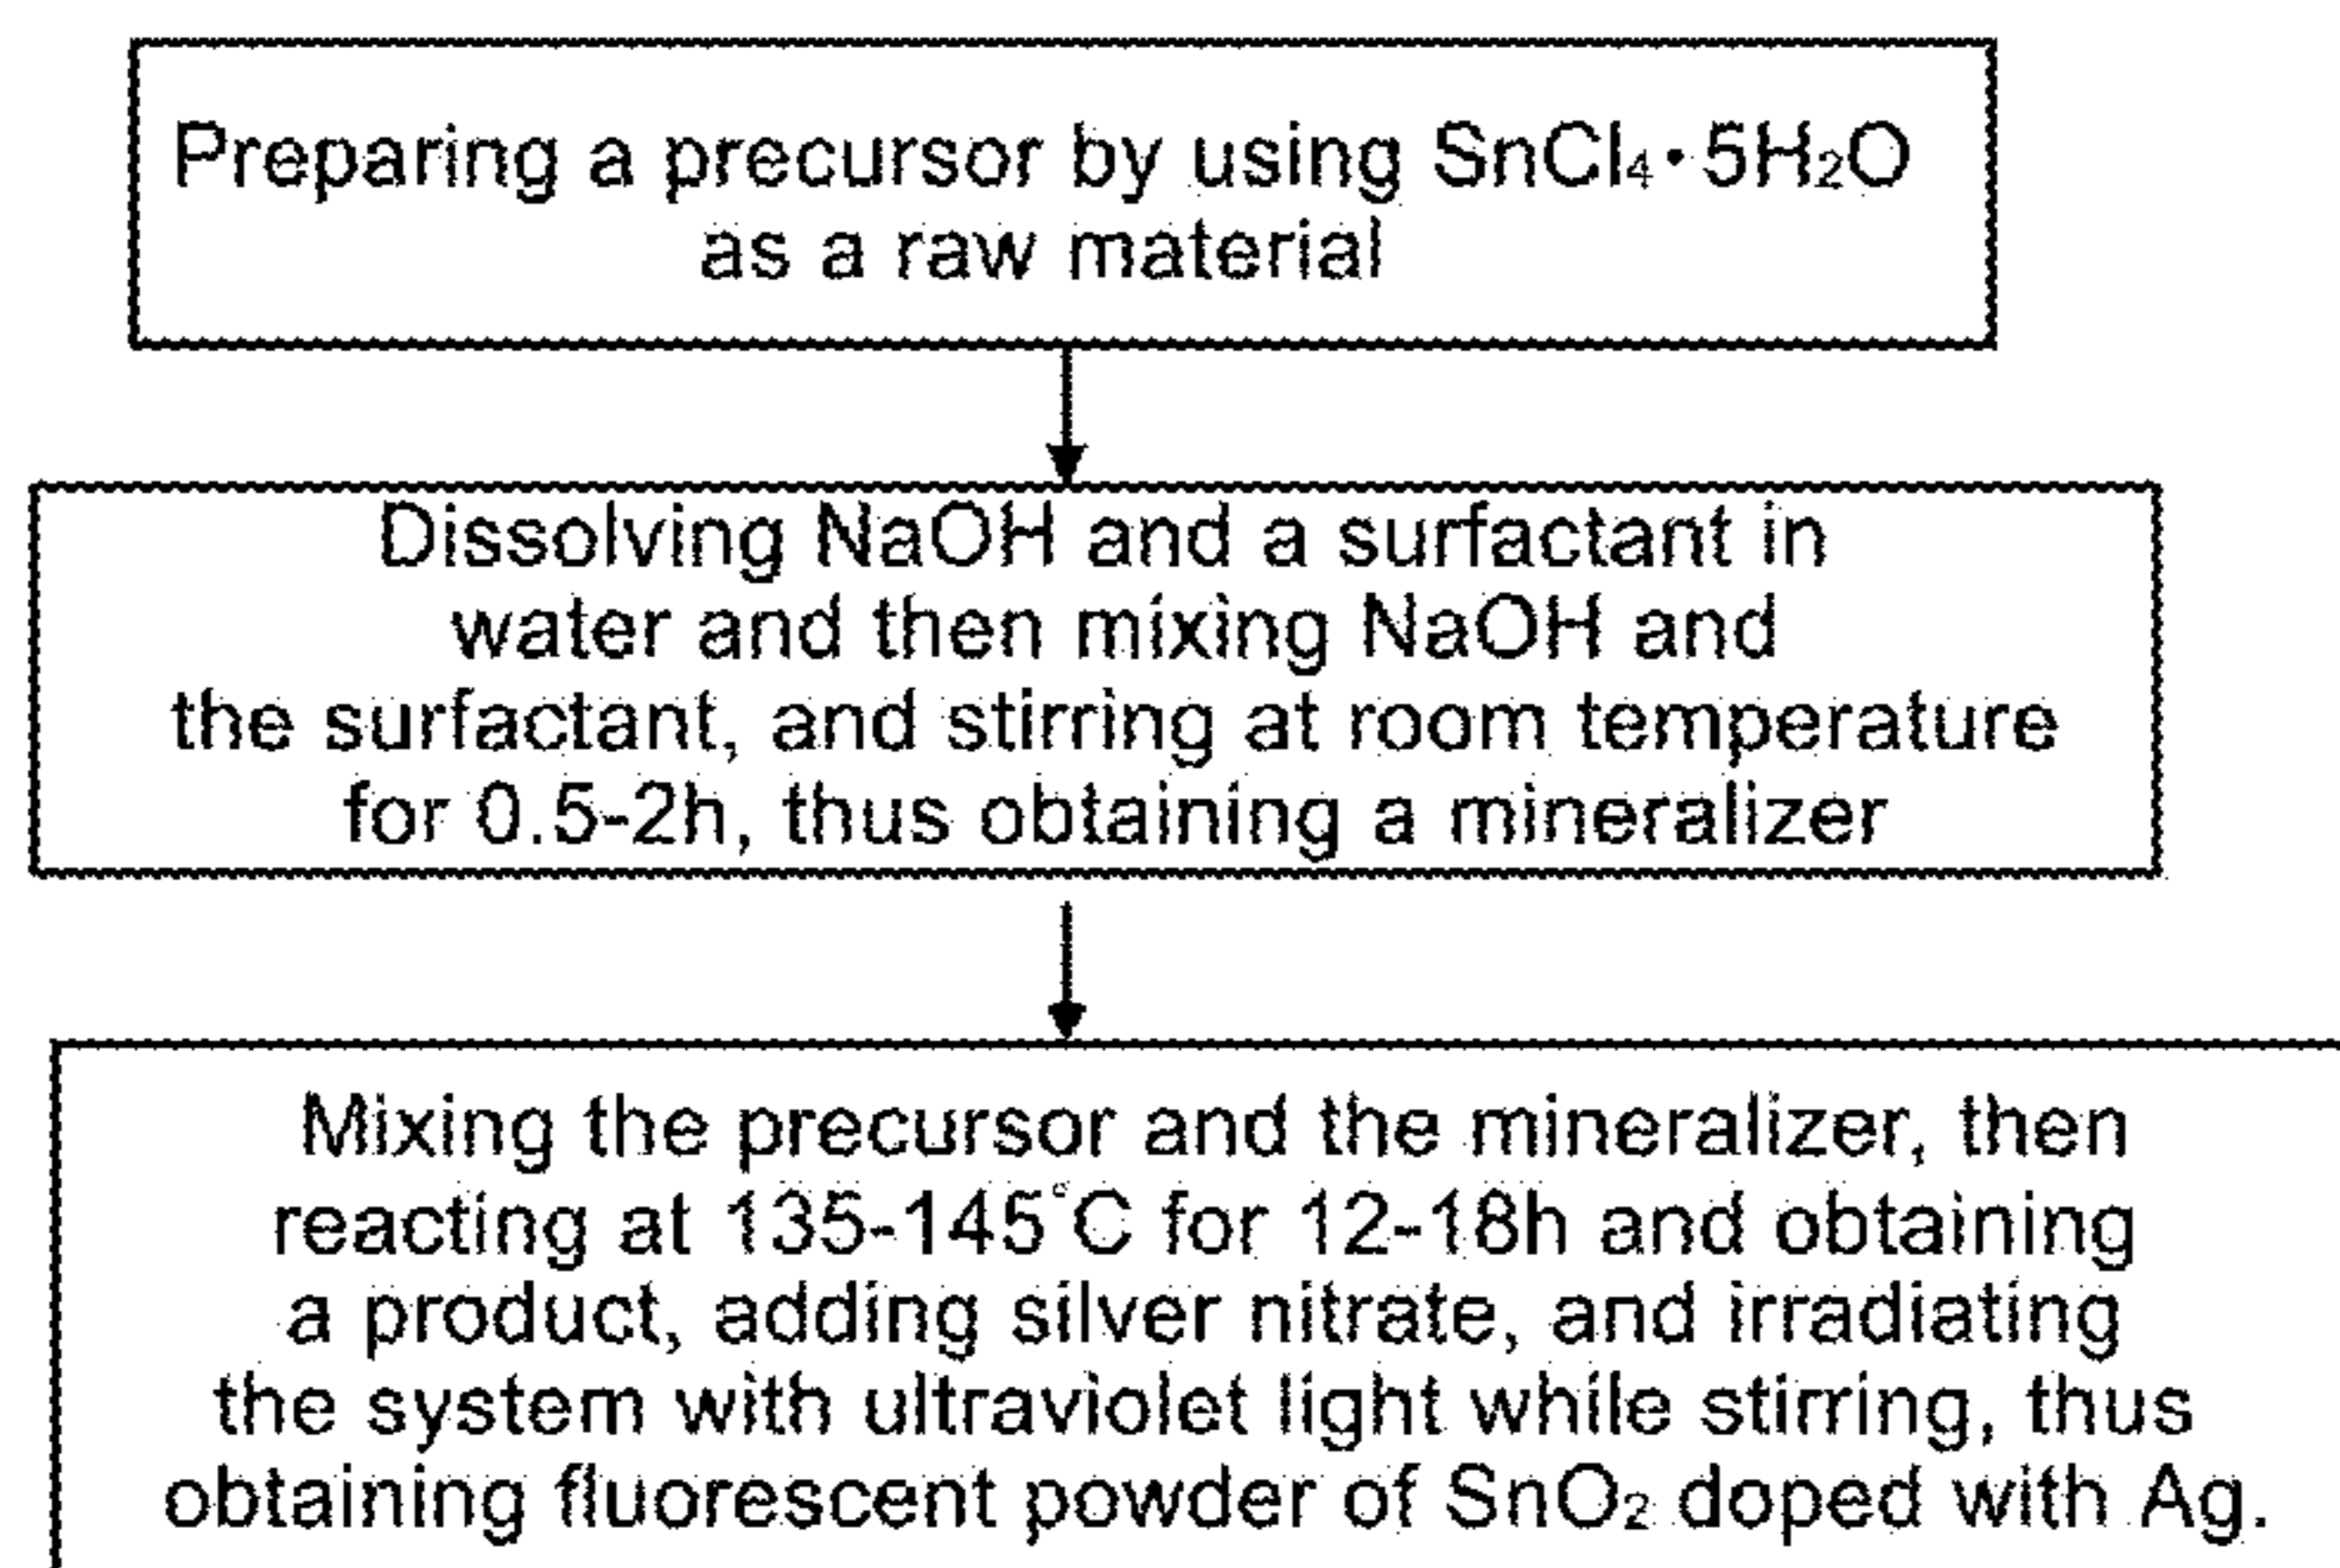 Preparing a precursor by using SnCl₄·5H₂O
as a raw material
Dissolving NaOH and a surfactant in
water and then mixing NaOH and
the surfactant, and stirring at room temperature
for 0.5-2h, thus obtaining a mineralizer
Mixing the precursor and the mineralizer, then
reacting at 135-145°C for 12-18h and obtaining
a product, adding silver nitrate, and irradiating
the system with ultraviolet light while stirring, thus
obtaining fluorescent powder of SnO₂ doped with Ag.